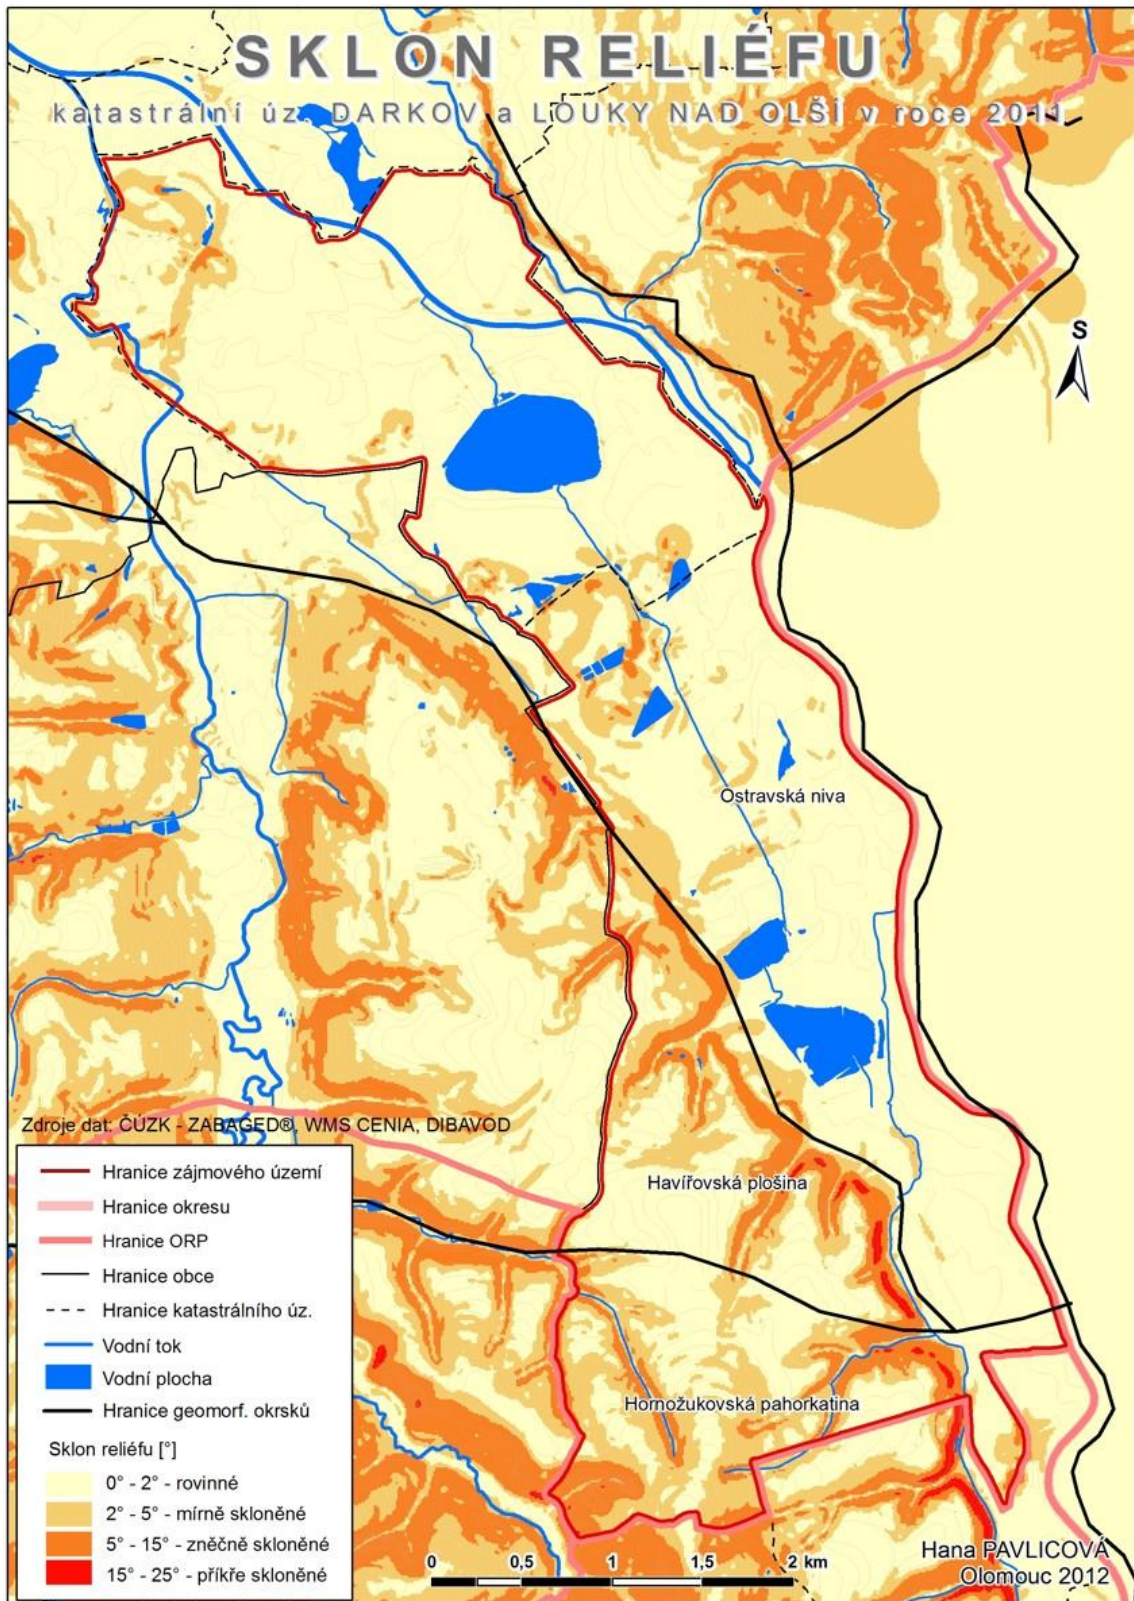 SKLON RELIÉFU
katastrální úz. DARKOV a LOUKY NAD OLŠÍ v roce 2011
S
Ostravská niva
Zdroje dat: ČÚZK - ZABAGED®, WMS CENIA, DIBAVOD
Havířovská plošina
Hranice zájmového území
Hranice okresu
Hranice ORP
Hranice obce
Hranice katastrálního úz.
Vodní tok
Vodní plocha
Hranice geomorf. okrsků
Hornožukovská pahorkatina
Sklon reliéfu [°]
0° - 2° - rovinné
2° - 5° - mírně skloněné
5° - 15° - zněčně skloněné
15° - 25° - příkře skloněné
0 0,5 1 1,5 2 km
Hana PAVLICOVÁ
Olomouc 2012